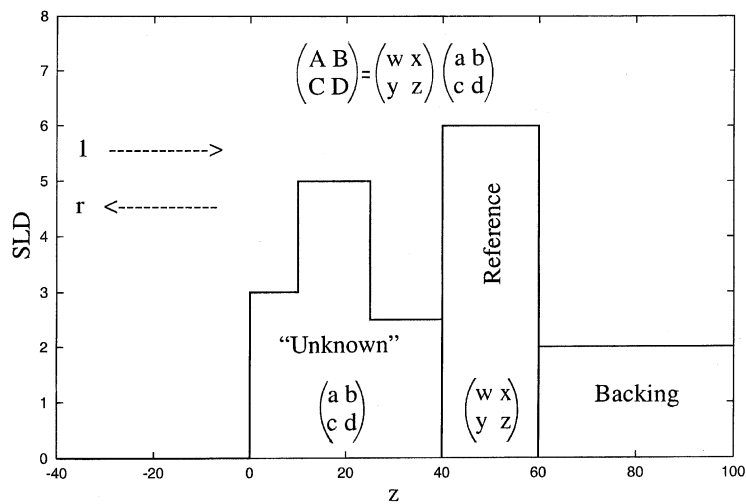 8
7
6
5
4
3
2
1
0
SLD
(A B) = (w x) (a b)
(C D) (y z) (c d)
1 ----------->
r <-----------
Reference
“Unknown”
(a b)
(c d)
(w x)
(y z)
Backing
-40 -20 0 20 40 60 80 100
z